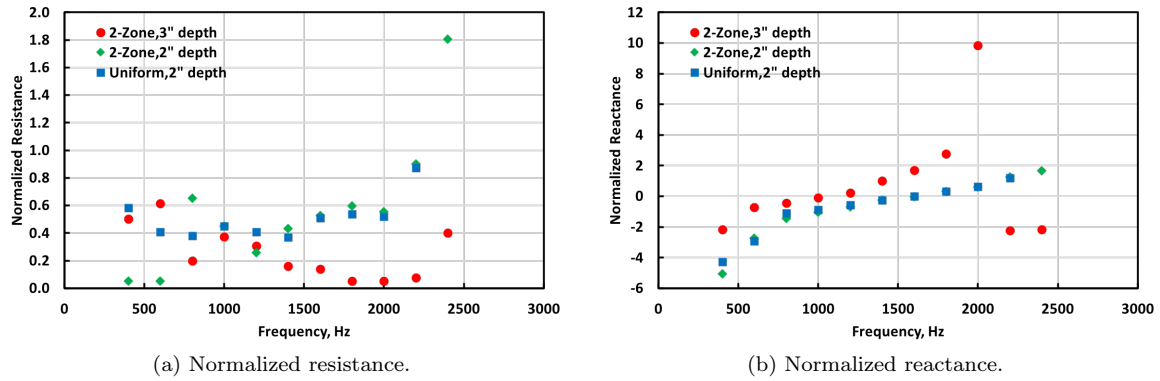 2.0
1.8
1.6
1.4
1.2
1.0
0.8
0.6
0.4
0.2
0.0
Normalized Resistance
2-Zone,3" depth
2-Zone,2" depth
Uniform,2" depth
0 500 1000 1500 2000 2500 3000
Frequency, Hz
(a) Normalized resistance.
12
10
8
6
4
2
0
-2
-4
-6
Normalized Reactance
2-Zone,3" depth
2-Zone,2" depth
Uniform,2" depth
0 500 1000 1500 2000 2500 3000
Frequency, Hz
(b) Normalized reactance.